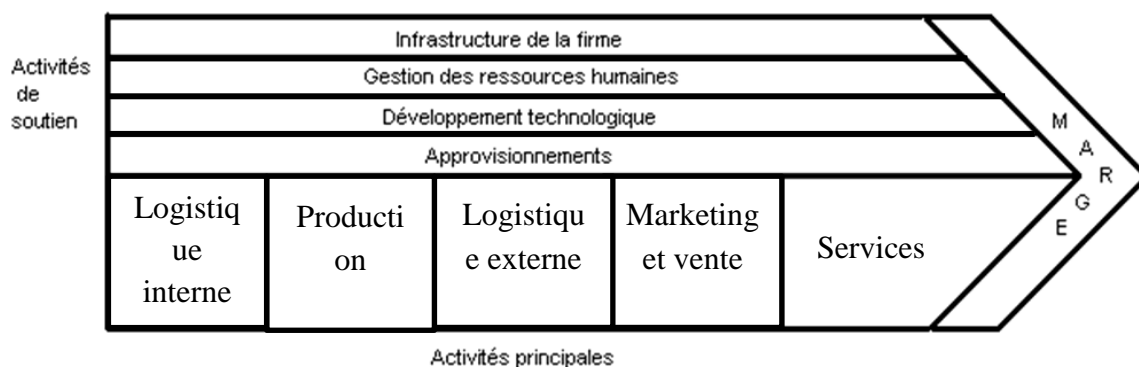 Infrastructure de la firme
Activités
de
soutien
Gestion des ressources humaines
Développement technologique
Approvisionnements
M
A
R
G
E
Logistiq
ue
interne
Producti
on
Logistiqu
e externe
Marketing
et vente
Services
Activités principales